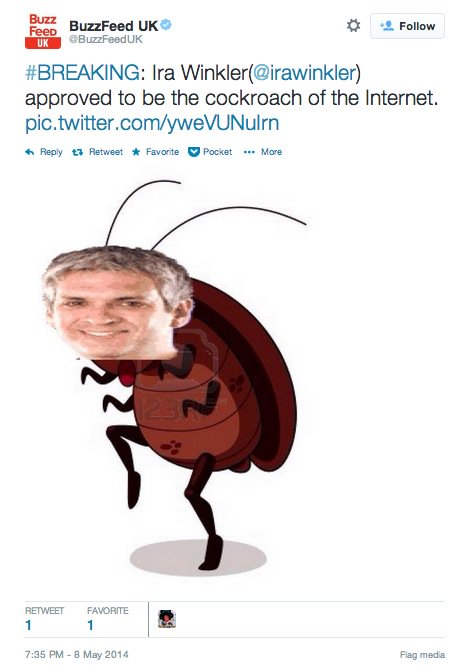 Buzz
Feed
UK
BuzzFeed UK
@BuzzFeedUK
Follow
#BREAKING: Ira Winkler(@irawinkler)
approved to be the cockroach of the Internet.
pic.twitter.com/yweVUNuIrn
Reply Retweet Favorite Pocket More
RETWEET FAVORITE
1 1
7:35 PM - 8 May 2014 Flag media